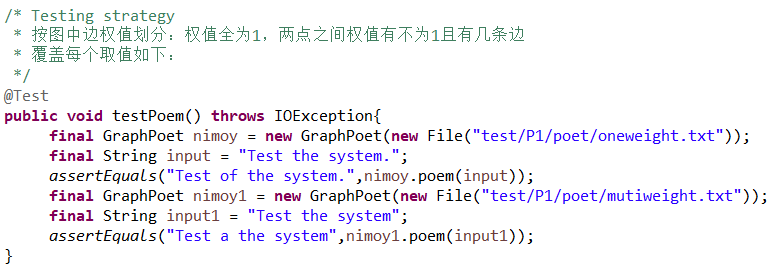 /* Testing strategy
 * 按图中边权值划分：权值全为1，两点之间权值有不为1且有几条边
 * 覆盖每个取值如下：
 */
@Test
public void testPoem() throws IOException{
     final GraphPoet nimoy = new GraphPoet(new File("test/P1/poet/oneweight.txt"));
     final String input = "Test the system.";
     assertEquals("Test of the system.",nimoy.poem(input));
     final GraphPoet nimoy1 = new GraphPoet(new File("test/P1/poet/mutiweight.txt"));
     final String input1 = "Test the system";
     assertEquals("Test a the system",nimoy1.poem(input1));
}